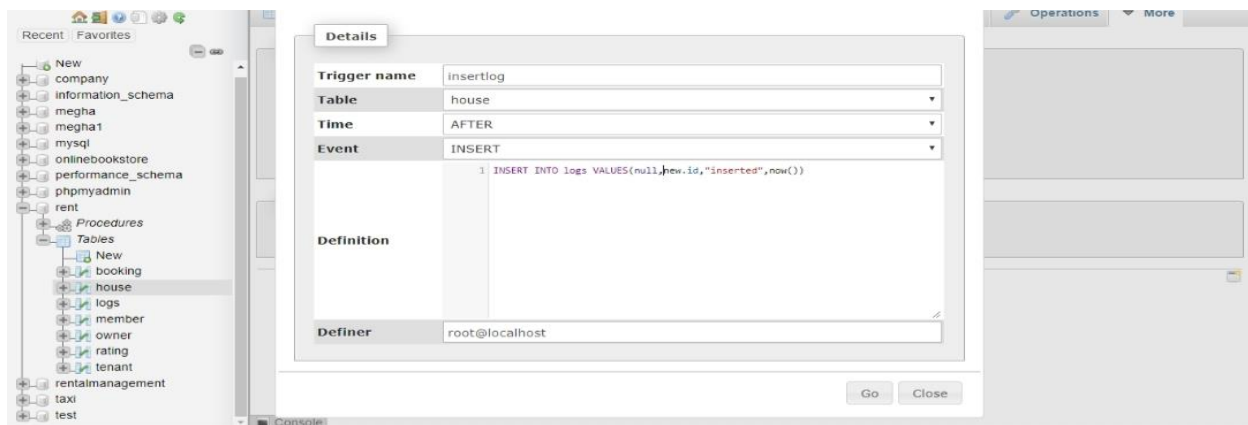 Recent Favorites
New
company
information_schema
megha
megha1
mysql
onlinebookstore
performance_schema
phpmyadmin
rent
Procedures
Tables
New
booking
house
logs
member
owner
rating
tenant
rentalmanagement
taxi
test
Operations More
Details
Trigger name insertlog
Table house
Time AFTER
Event INSERT
Definition
1 INSERT INTO logs VALUES(null,new.id,"inserted",now())
Definer root@localhost
Go Close
Console